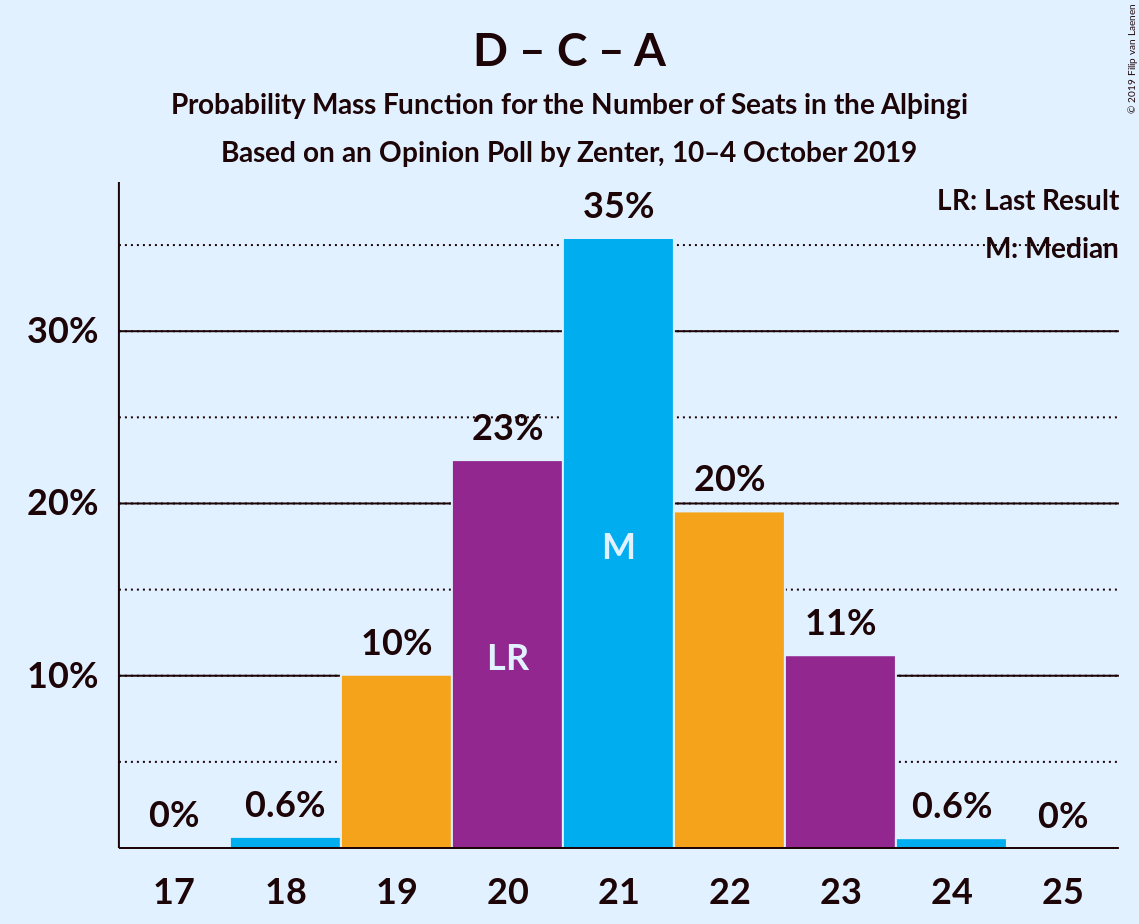 D – C – A
Probability Mass Function for the Number of Seats in the Alþingi
Based on an Opinion Poll by Zenter, 10–4 October 2019
© 2019 Filip van Laenen
LR: Last Result
M: Median
35%
30%
23%
20%
20%
M
11%
10%
LR
10%
0.6%
0.6%
0%
0%
17 18 19 20 21 22 23 24 25